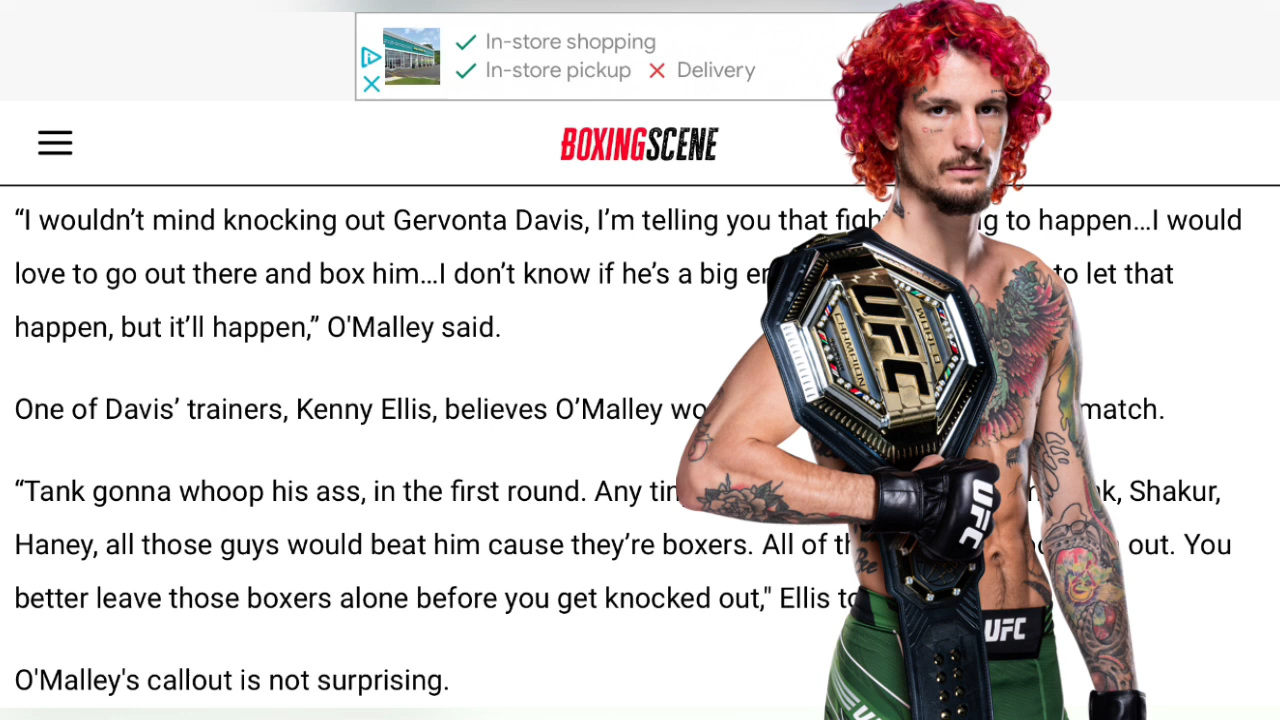 In-store shopping
In-store pickup Delivery
BOXINGSCENE
“I wouldn’t mind knocking out Gervonta Davis, I’m telling you that to happen…I would
love to go out there and box him…I don’t know if he’s a big to let that
happen, but it’ll happen,” O'Malley said.
One of Davis’ trainers, Kenny Ellis, believes O’Malley match.
“Tank gonna whoop his ass, in the first round. Any Shakur,
Haney, all those guys would beat him cause they’re boxers. All of out. You
better leave those boxers alone before you get knocked out," Ellis
O'Malley's callout is not surprising.
UFC
WORLD
CHAMPION
UFC
UFC